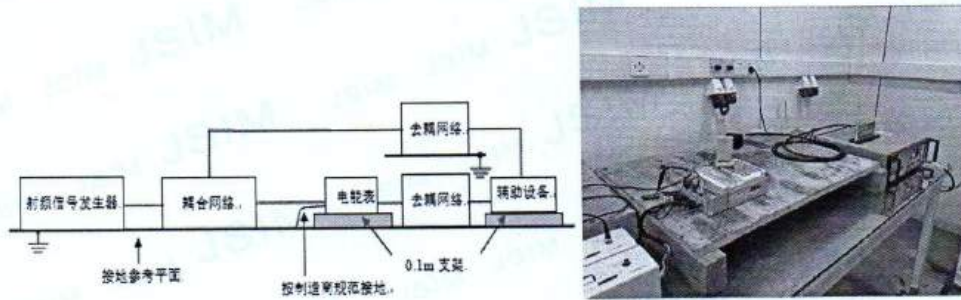 去耦网络.
射频信号发生器
耦合网络.
电能表
去耦网络
辅助设备.
接地参考平面
按制造商规范接地.
0.1m 支架.